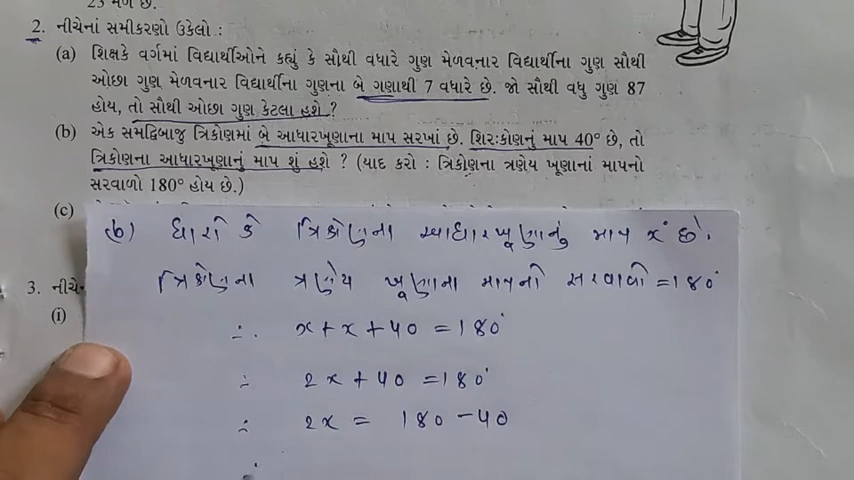 23 મળે છે.
2. નીચેનાં સમીકરણો ઉકેલો :
(a) શિક્ષકે વર્ગમાં વિદ્યાર્થીઓને કહ્યું કે સૌથી વધારે ગુણ મેળવનાર વિદ્યાર્થીના ગુણ સૌથી
ઓછા ગુણ મેળવનાર વિદ્યાર્થીના ગુણના બે ગણાથી 7 વધારે છે. જો સૌથી વધુ ગુણ 87
હોય, તો સૌથી ઓછા ગુણ કેટલા હશે ?
(b) એક સમદ્વિબાજુ ત્રિકોણમાં બે આધારખૂણાના માપ સરખાં છે. શિરઃકોણનું માપ 40° છે, તો
ત્રિકોણના આધારખૂણાનું માપ શું હશે ? (યાદ કરો : ત્રિકોણના ત્રણેય ખૂણાનાં માપનો
સરવાળો 180° હોય છે.)
(c)
(b) ધારો કે ત્રિકોણના આધારખૂણાનું માપ x° છે.
3. નીચે
ત્રિકોણના ત્રણેય ખૂણાના માપનો સરવાળો = 180°
(i)
∴ x + x + 40 = 180°
∴ 2x + 40 = 180°
∴ 2x = 180 - 40